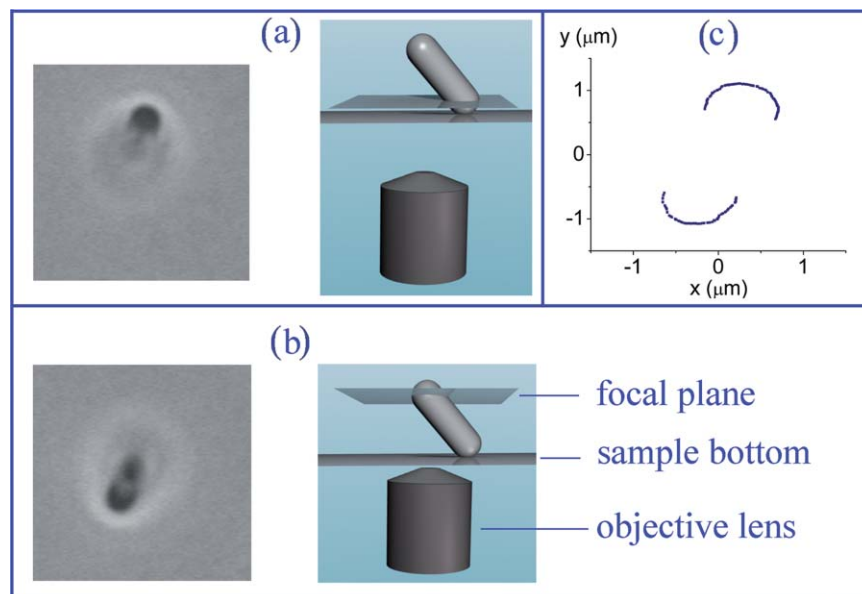 (a)
(c)
y (μm)
1
0
-1
-1 0 1
x (μm)
(b)
focal plane
sample bottom
objective lens